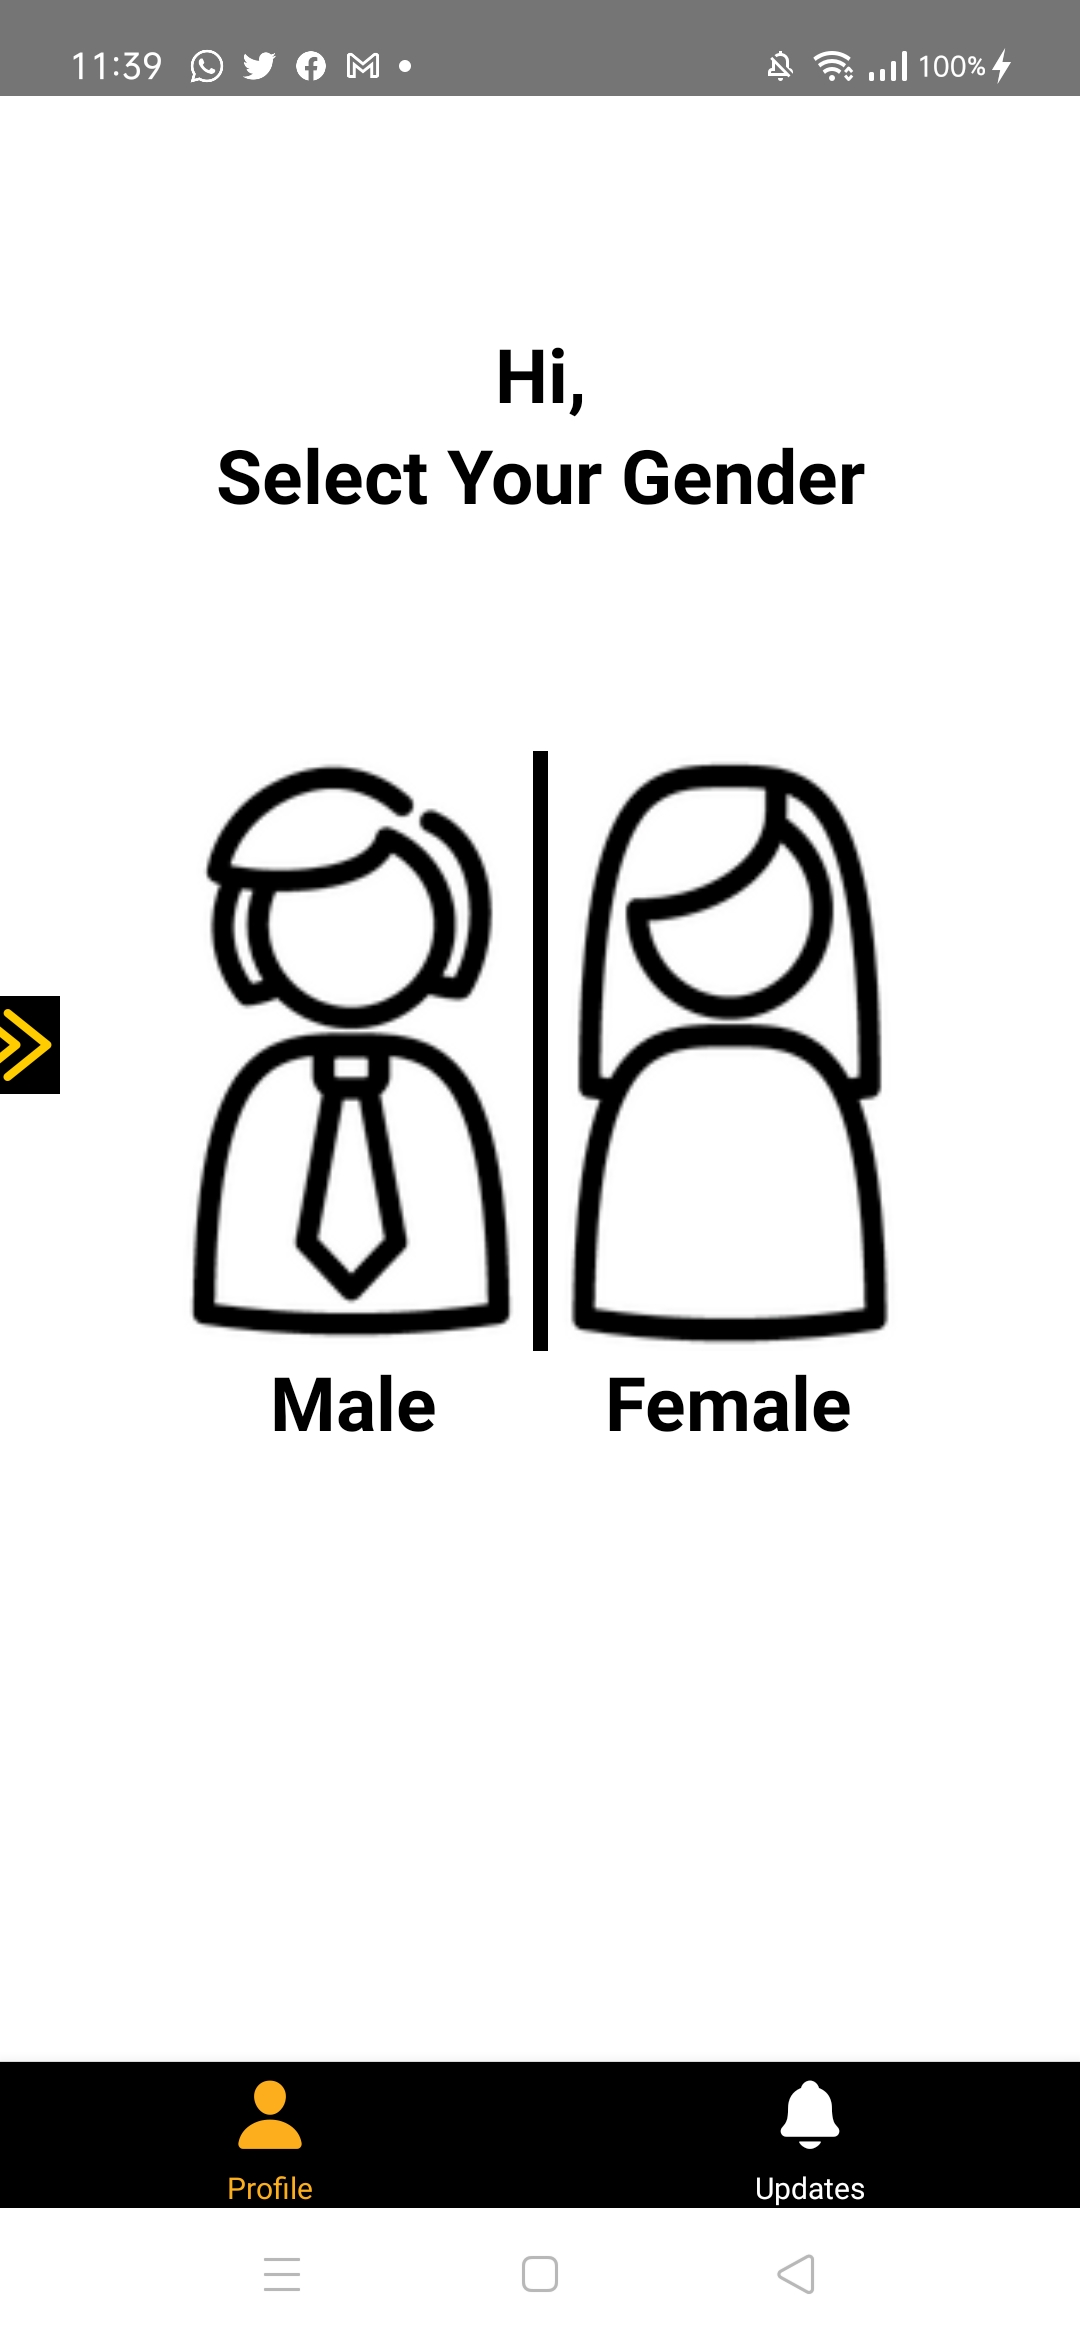 11:39 100%
Hi,
Select Your Gender
Male Female
Profile Updates